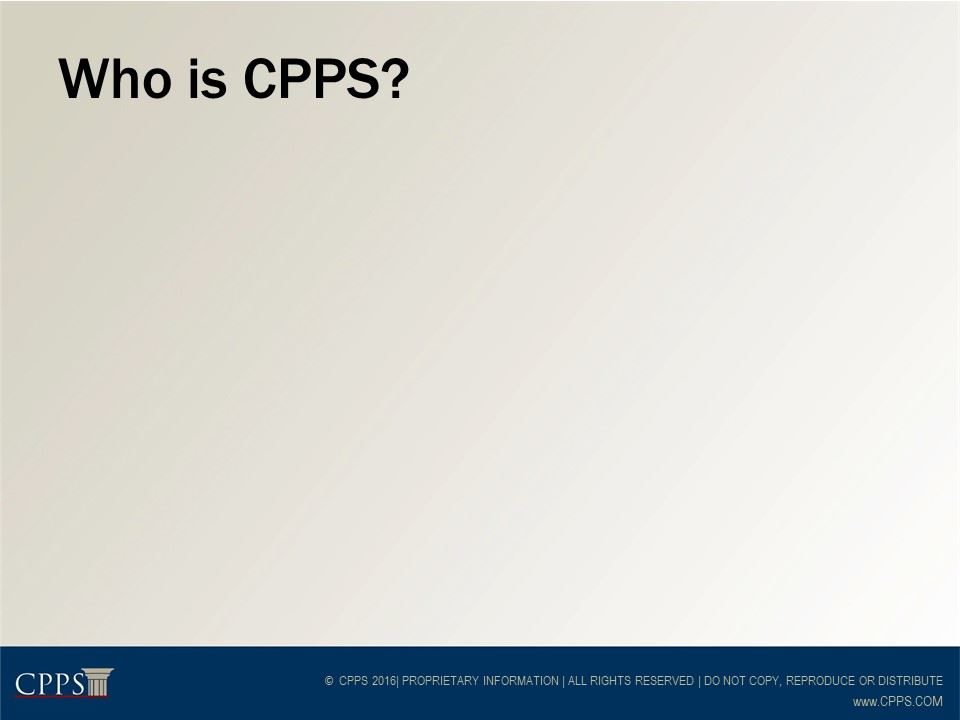 Who is CPPS?
CPPS
© CPPS 2016| PROPRIETARY INFORMATION | ALL RIGHTS RESERVED | DO NOT COPY, REPRODUCE OR DISTRIBUTE
www.CPPS.COM